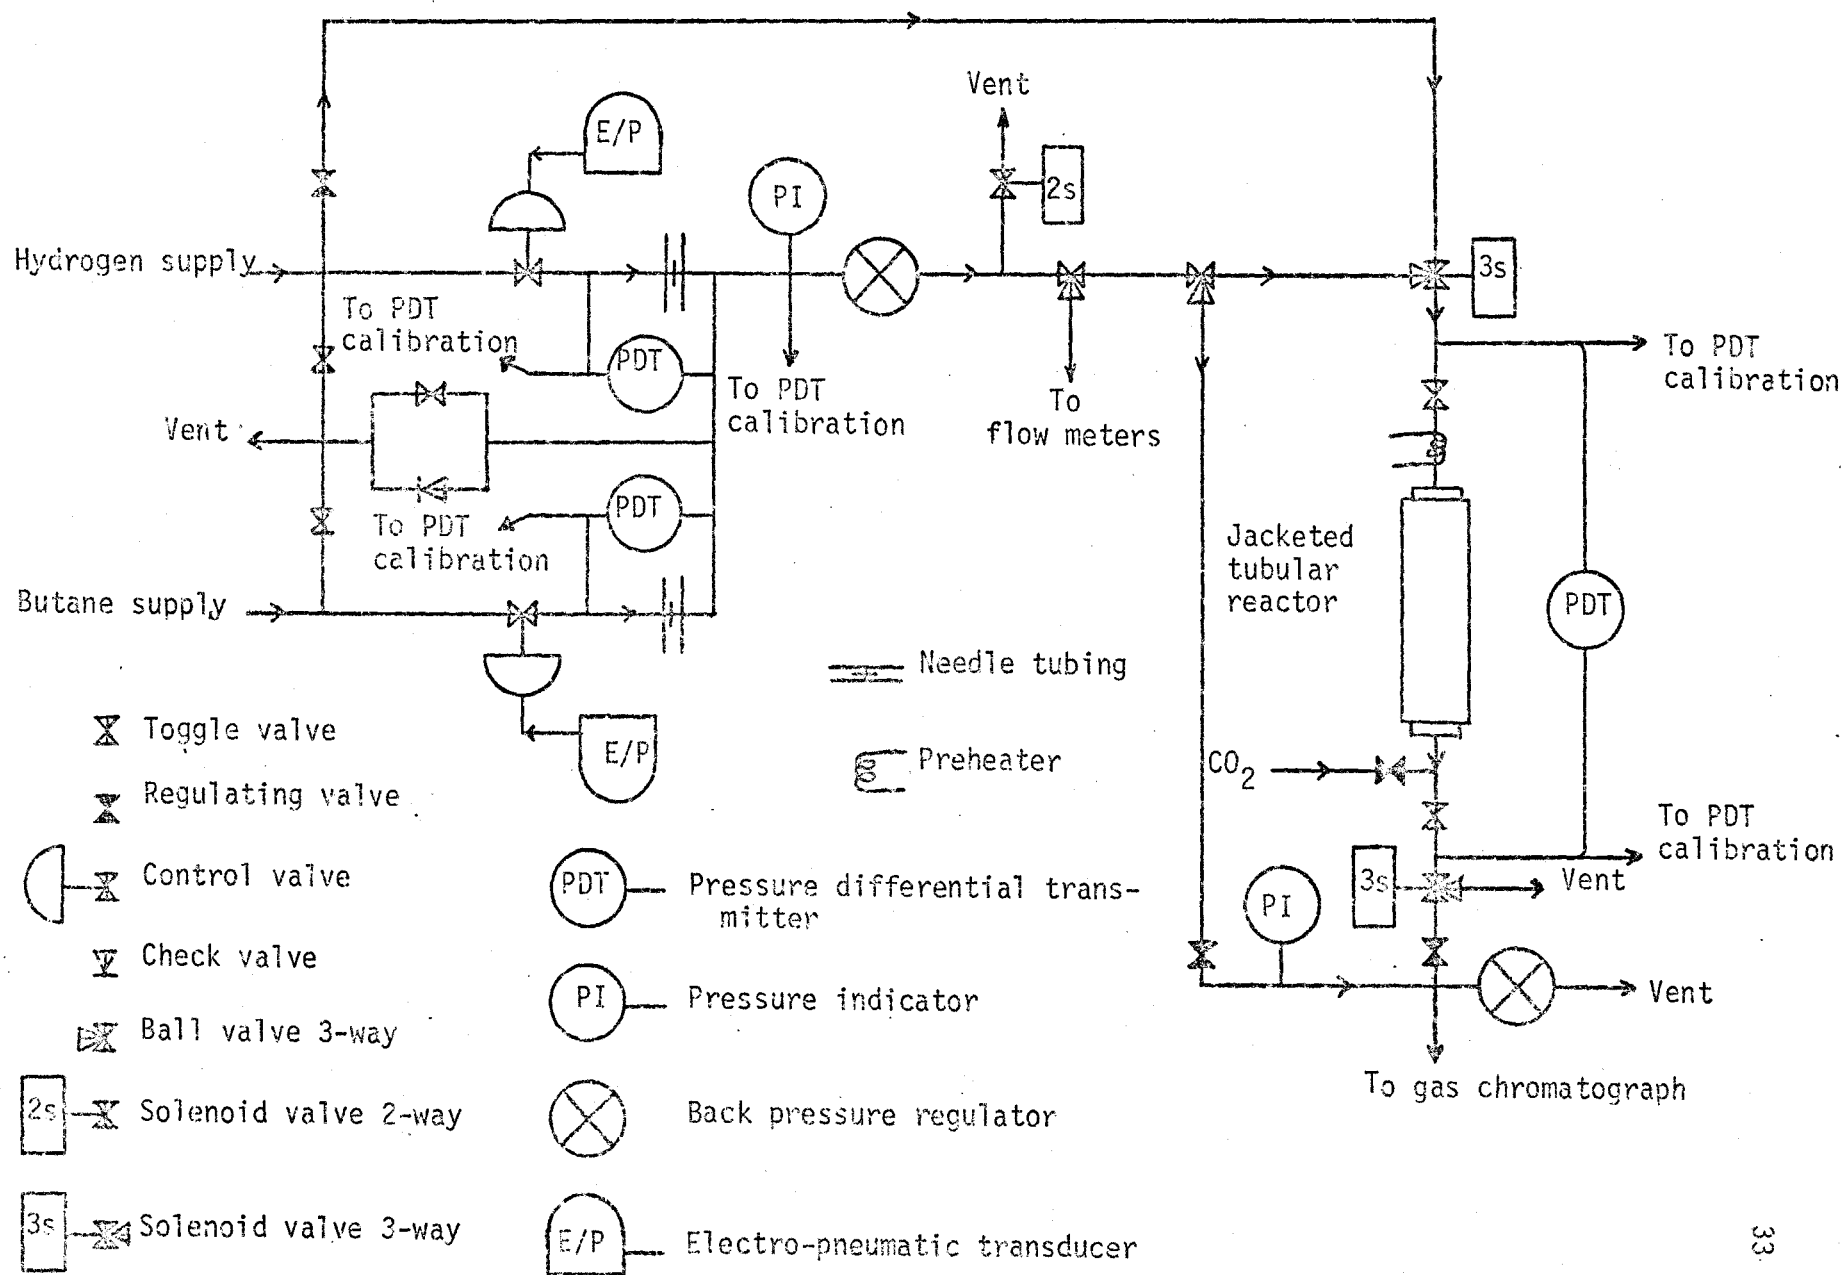 Vent
E/P
PI
2s
Hydrogen supply
3s
To PDT
calibration
PDT
To PDT
calibration
To PDT
calibration
To
flow meters
Vent
PDT
To PDT
calibration
Jacketed
tubular
reactor
PDT
Butane supply
E/P
CO2
To PDT
calibration
3s
Vent
PI
Vent
To gas chromatograph
Needle tubing
Preheater
Toggle valve
Regulating valve
Control valve
Check valve
Ball valve 3-way
2s
Solenoid valve 2-way
3s
Solenoid valve 3-way
PDT
Pressure differential trans-
mitter
PI
Pressure indicator
Back pressure regulator
E/P
Electro-pneumatic transducer
33